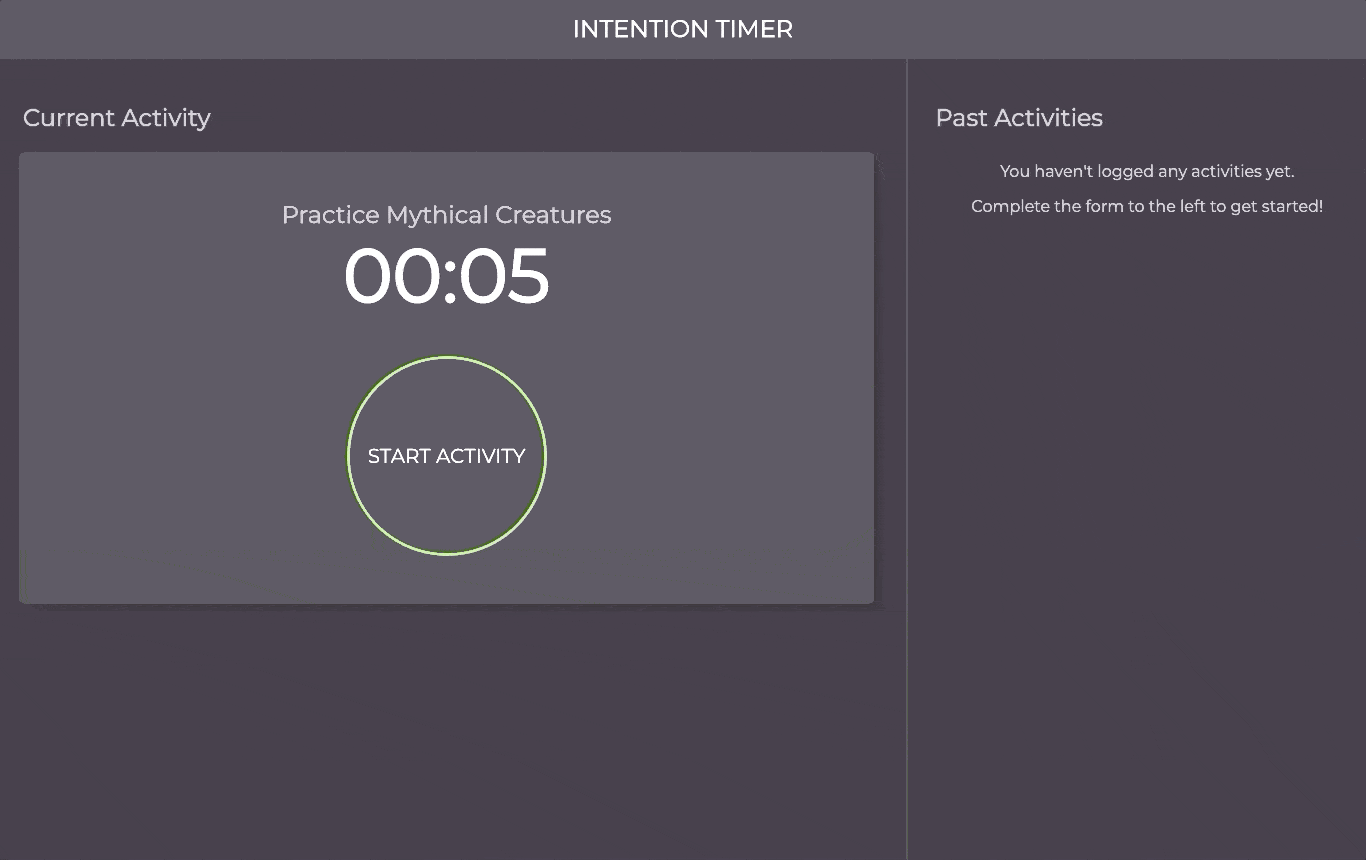 INTENTION TIMER
Current Activity
Practice Mythical Creatures
00:05
START ACTIVITY
Past Activities
You haven't logged any activities yet.
Complete the form to the left to get started!